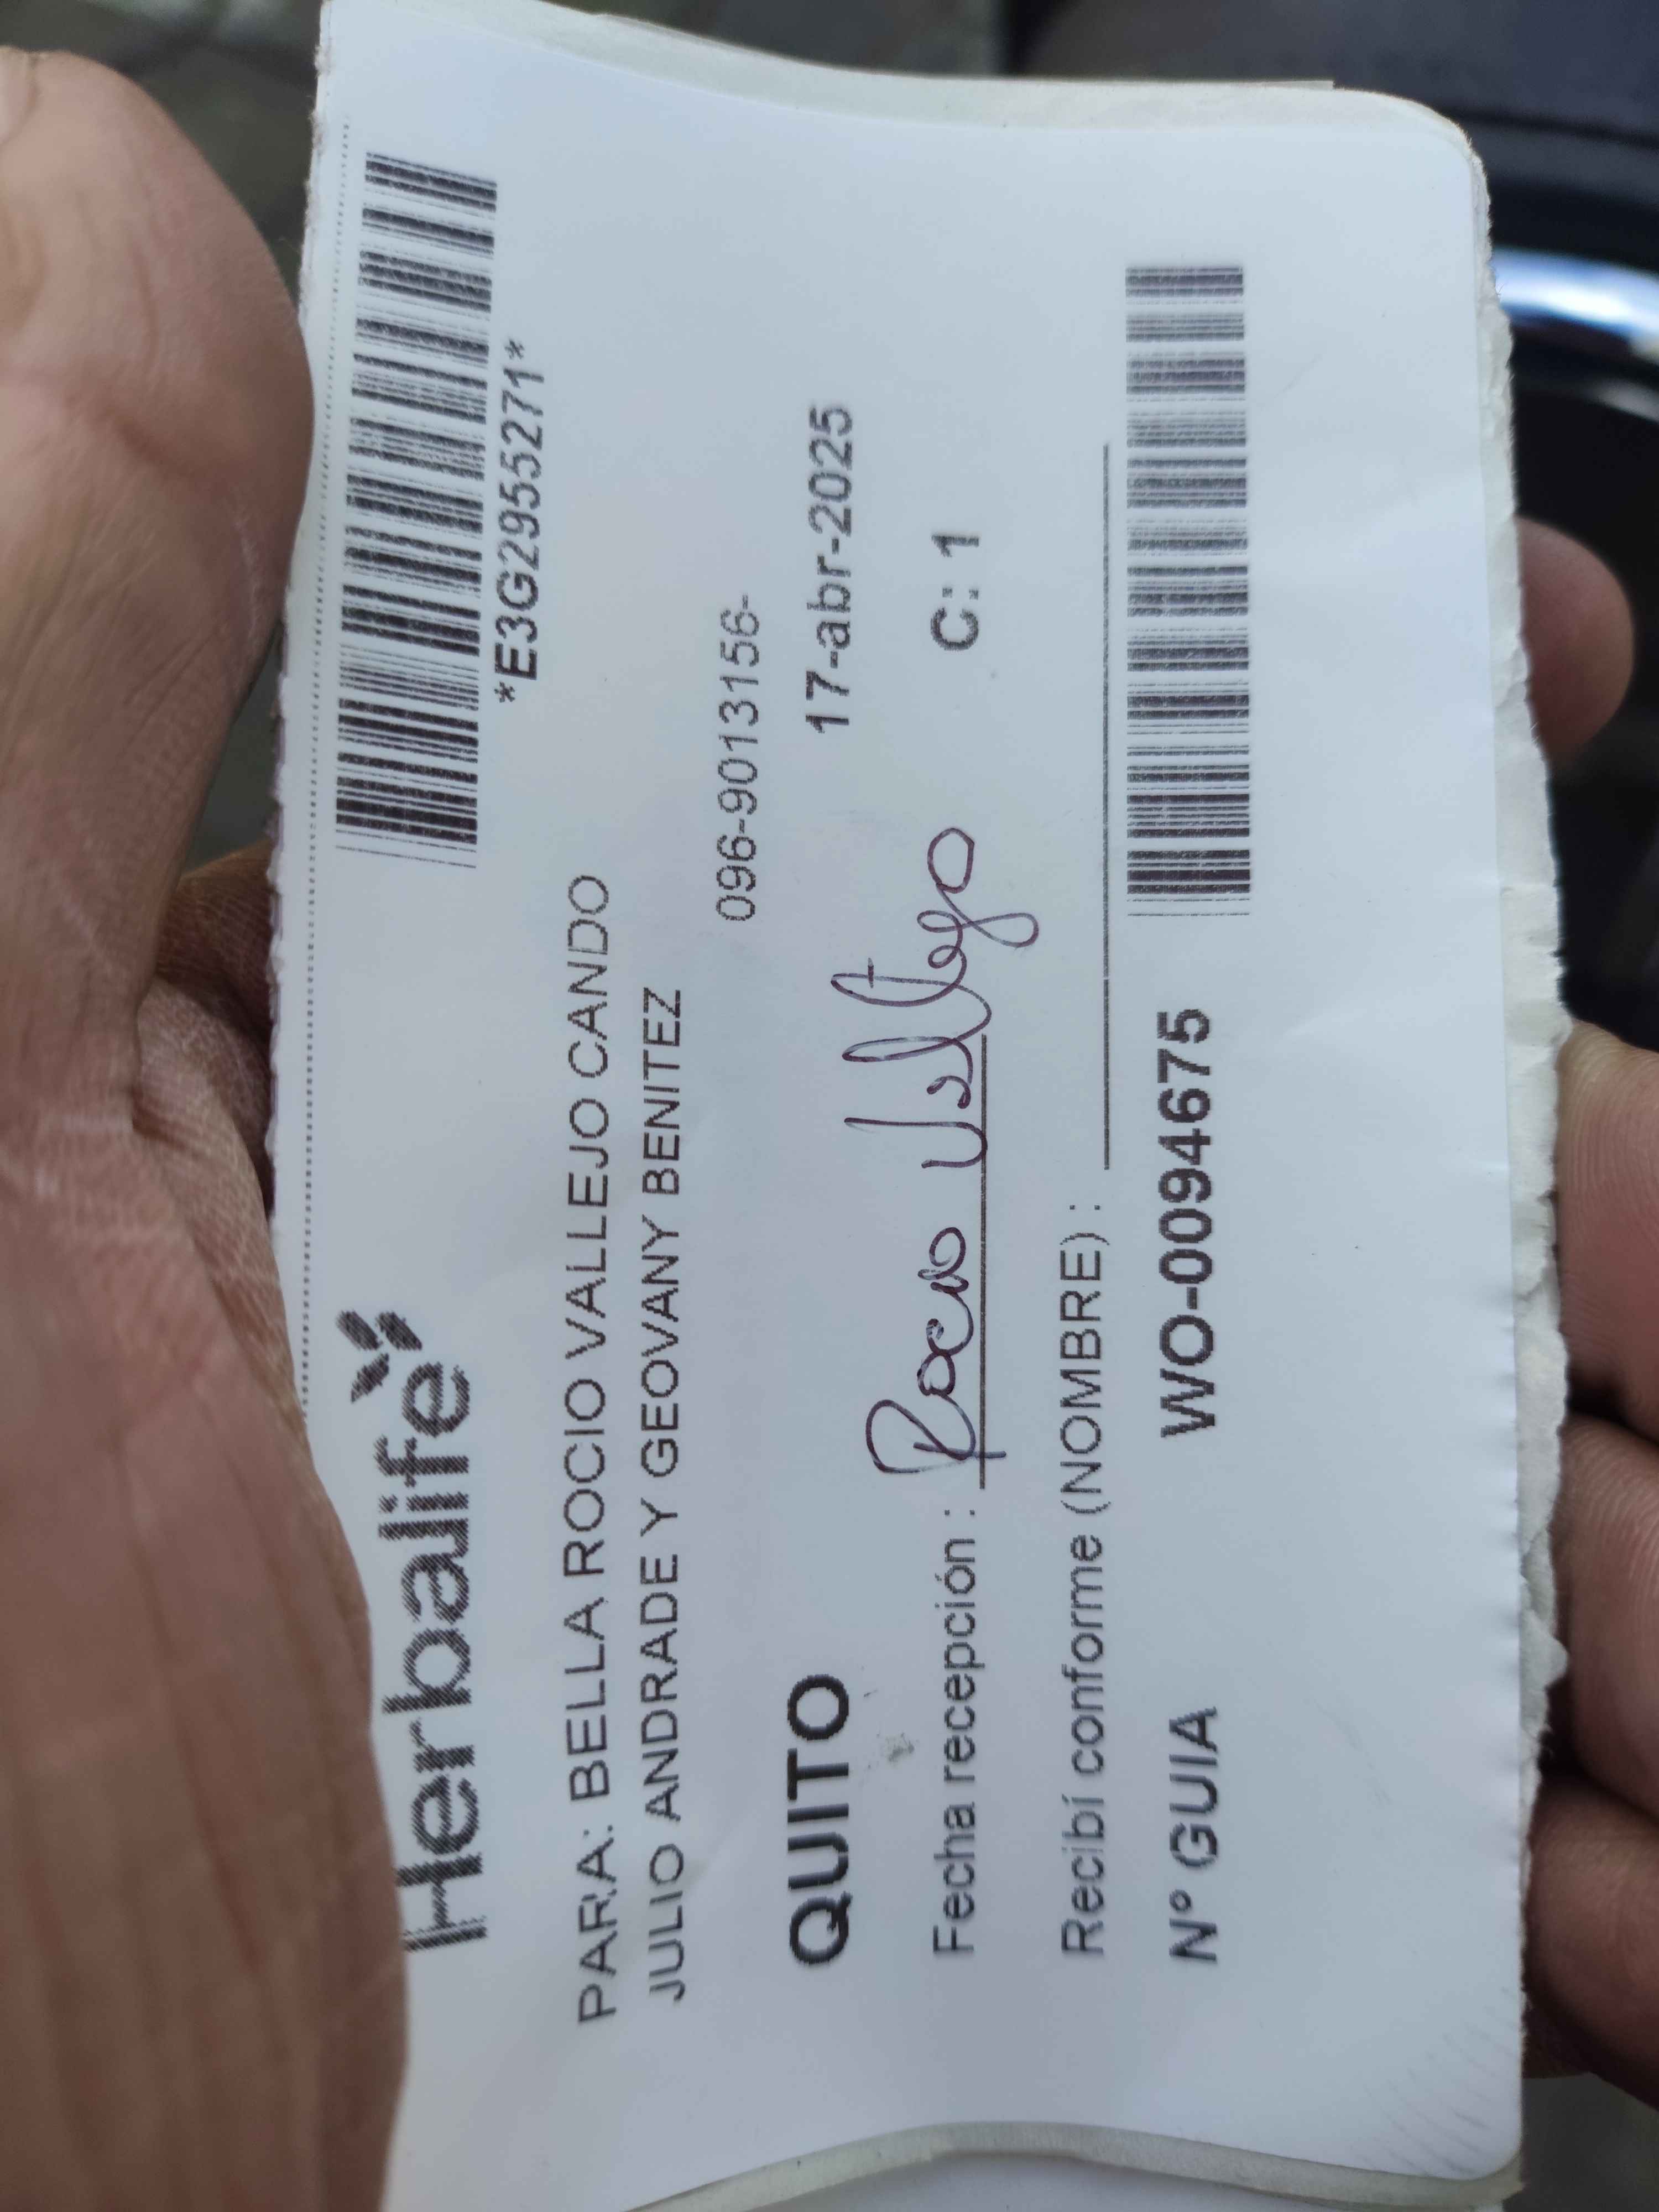 Herbalife
*E3G2955271*
PARA: BELLA ROCIO VALLEJO CANDO
JULIO ANDRADE Y GEOVANY BENITEZ
096-9013156-
QUITO 17-abr-2025
Fecha recepción : Rocio Vallejo C: 1
Recibí conforme (NOMBRE) :
Nº GUIA WO-0094675